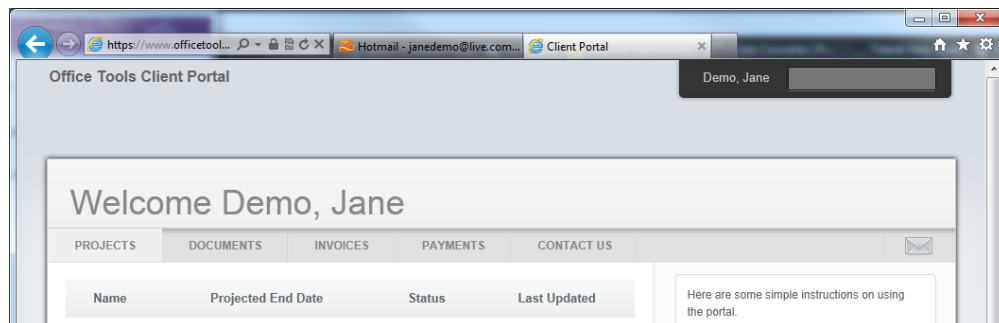 https://www.officetool... Hotmail - janedemo@live.com... Client Portal
Office Tools Client Portal
Demo, Jane
Welcome Demo, Jane
PROJECTS DOCUMENTS INVOICES PAYMENTS CONTACT US
Name Projected End Date Status Last Updated
Here are some simple instructions on using
the portal.